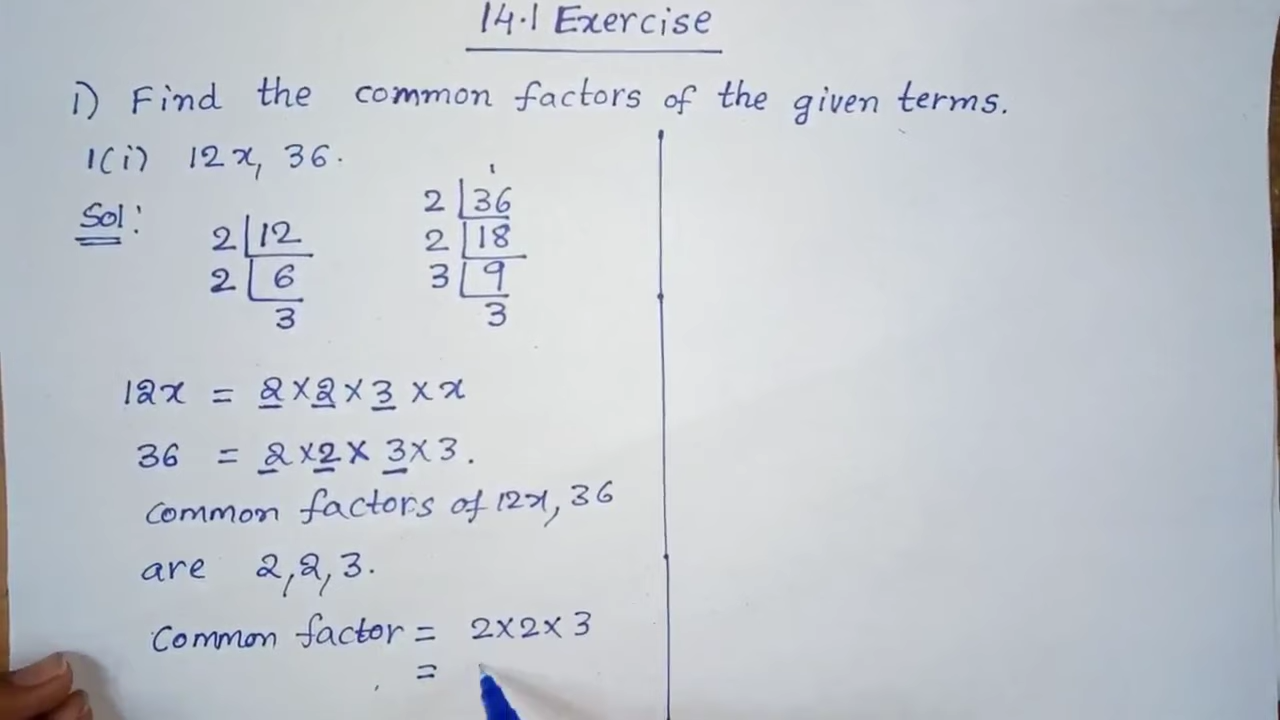 14.1 Exercise
1) Find the common factors of the given terms.
1(i) 12x, 36.
Sol:
2 | 12
2 | 6
3
2 | 36
2 | 18
3 | 9
3
12x = 2 × 2 × 3 × x
36 = 2 × 2 × 3 × 3.
Common factors of 12x, 36
are 2, 2, 3.
Common factor = 2 × 2 × 3
=